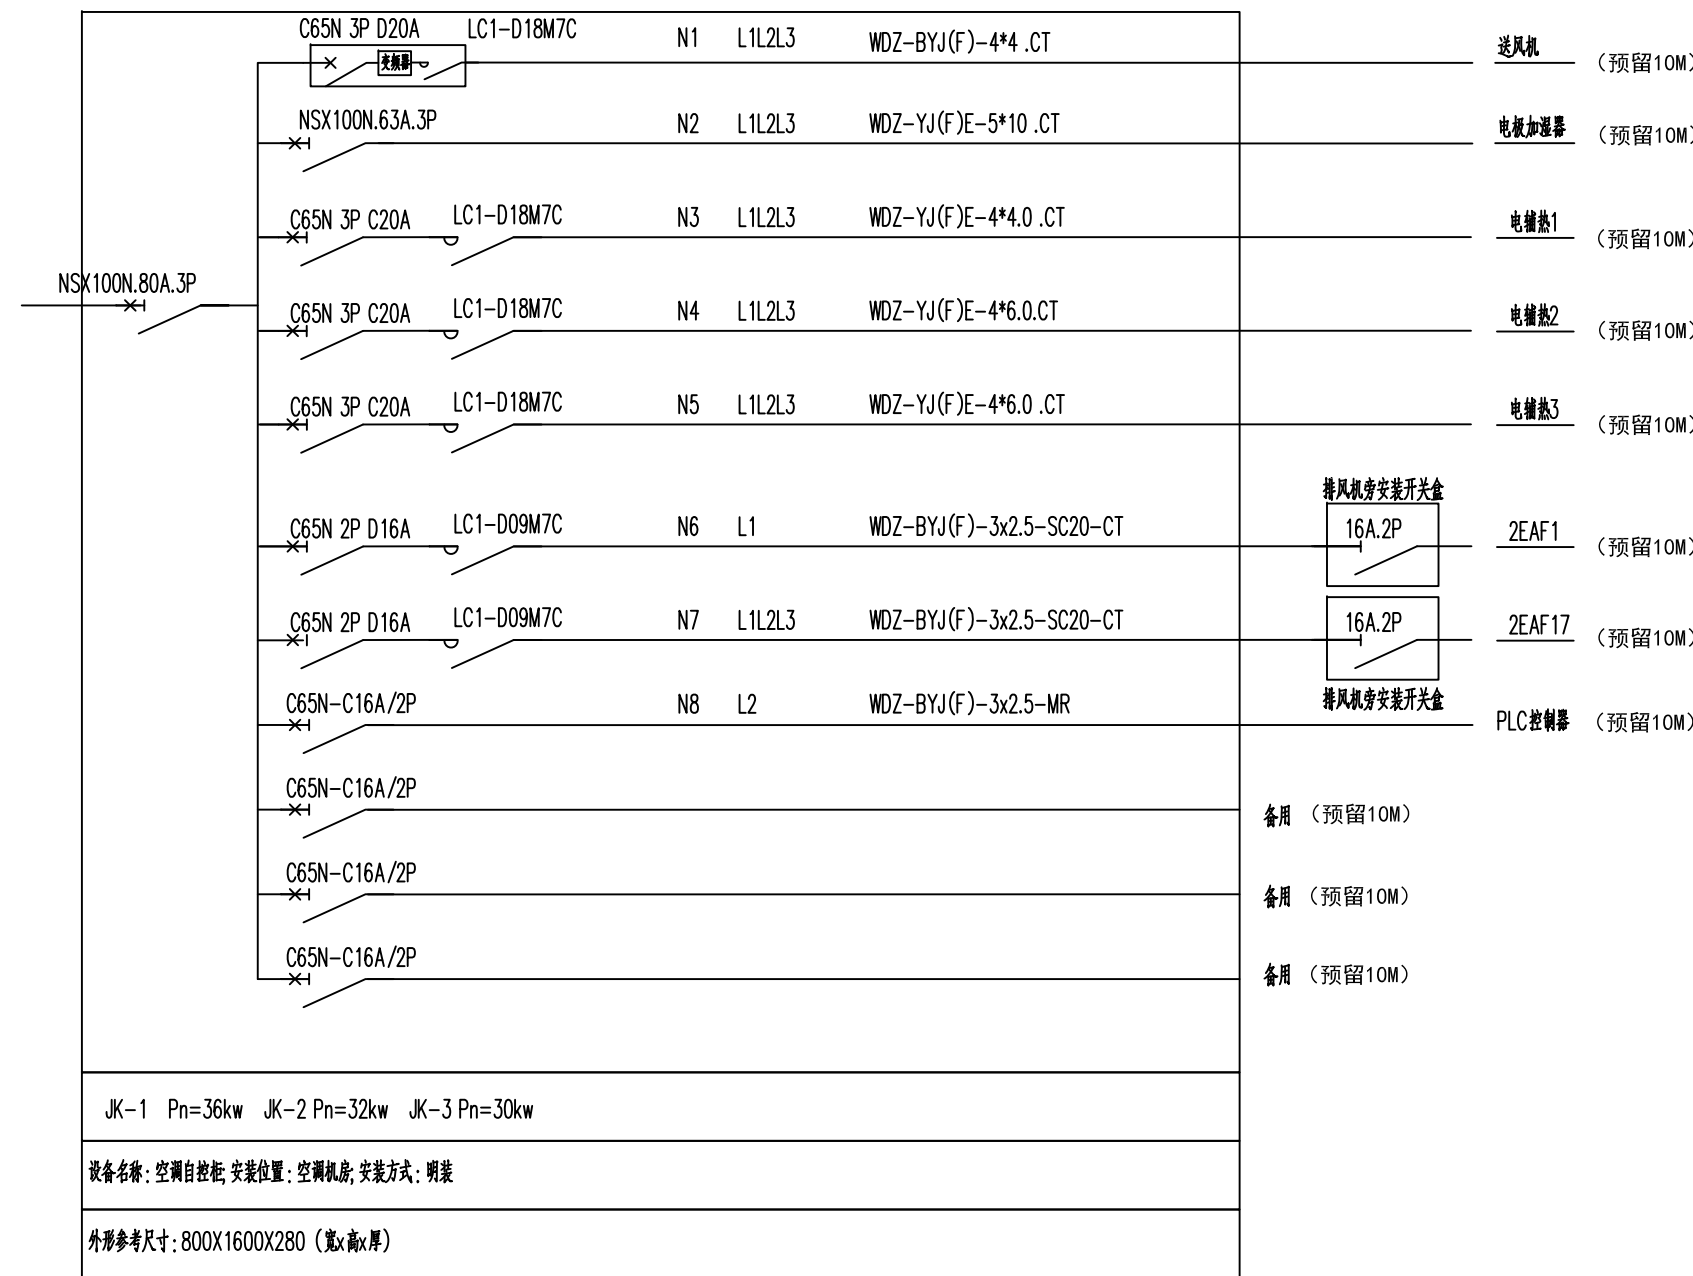 C65N 3P D20A LC1-D18M7C N1 L1L2L3 WDZ-BYJ(F)-4*4 .CT 送风机 （预留10M）
变频器
NSX100N.63A.3P N2 L1L2L3 WDZ-YJ(F)E-5*10 .CT 电极加湿器 （预留10M）
C65N 3P C20A LC1-D18M7C N3 L1L2L3 WDZ-YJ(F)E-4*4.0 .CT 电辅热1 （预留10M）
NSX100N.80A.3P
C65N 3P C20A LC1-D18M7C N4 L1L2L3 WDZ-YJ(F)E-4*6.0.CT 电辅热2 （预留10M）
C65N 3P C20A LC1-D18M7C N5 L1L2L3 WDZ-YJ(F)E-4*6.0 .CT 电辅热3 （预留10M）
排风机旁安装开关盒
C65N 2P D16A LC1-D09M7C N6 L1 WDZ-BYJ(F)-3x2.5-SC20-CT 16A.2P 2EAF1 （预留10M）
C65N 2P D16A LC1-D09M7C N7 L1L2L3 WDZ-BYJ(F)-3x2.5-SC20-CT 16A.2P 2EAF17 （预留10M）
排风机旁安装开关盒
C65N-C16A/2P N8 L2 WDZ-BYJ(F)-3x2.5-MR PLC控制器 （预留10M）
C65N-C16A/2P 备用 （预留10M）
C65N-C16A/2P 备用 （预留10M）
C65N-C16A/2P 备用 （预留10M）
JK-1 Pn=36kw JK-2 Pn=32kw JK-3 Pn=30kw
设备名称: 空调自控柜; 安装位置: 空调机房; 安装方式: 明装
外形参考尺寸: 800X1600X280 (宽x高x厚)